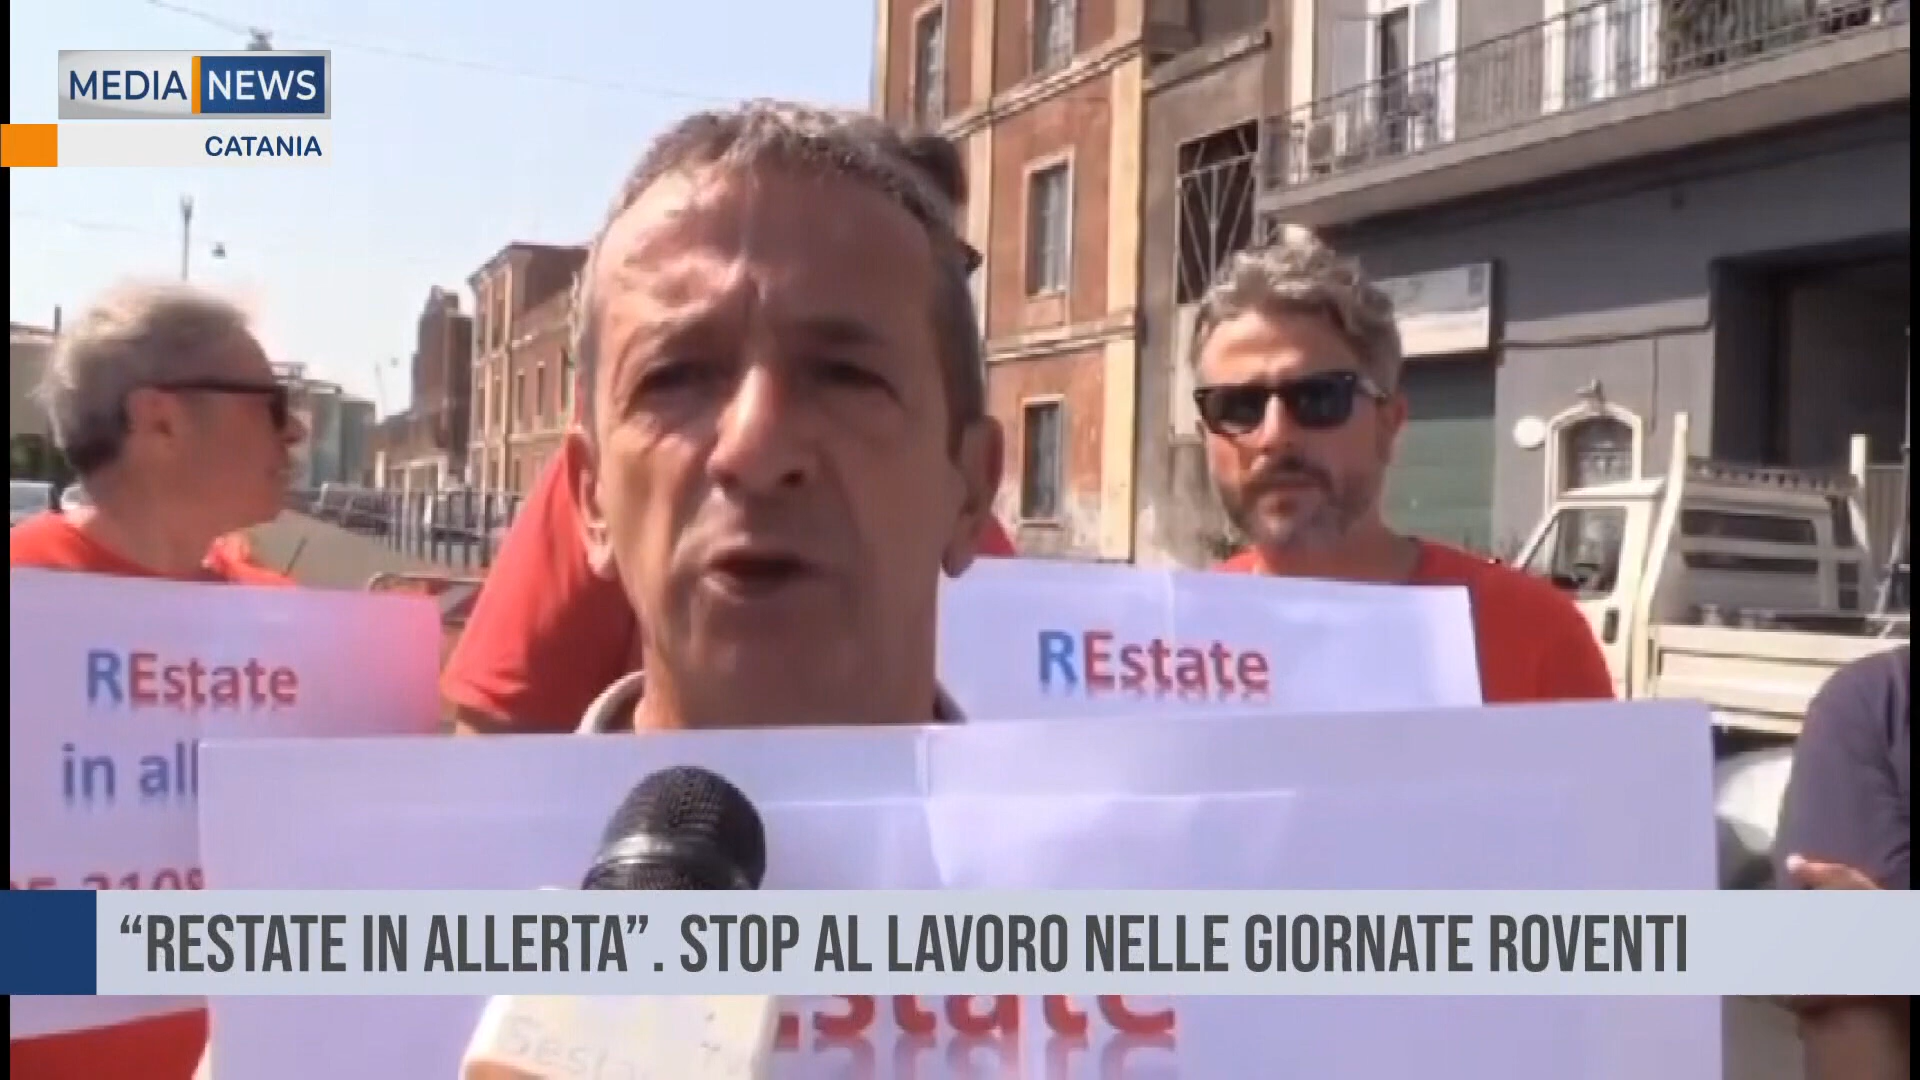 MEDIA NEWS
CATANIA
REstate
in all
REstate
“RESTATE IN ALLERTA”. STOP AL LAVORO NELLE GIORNATE ROVENTI